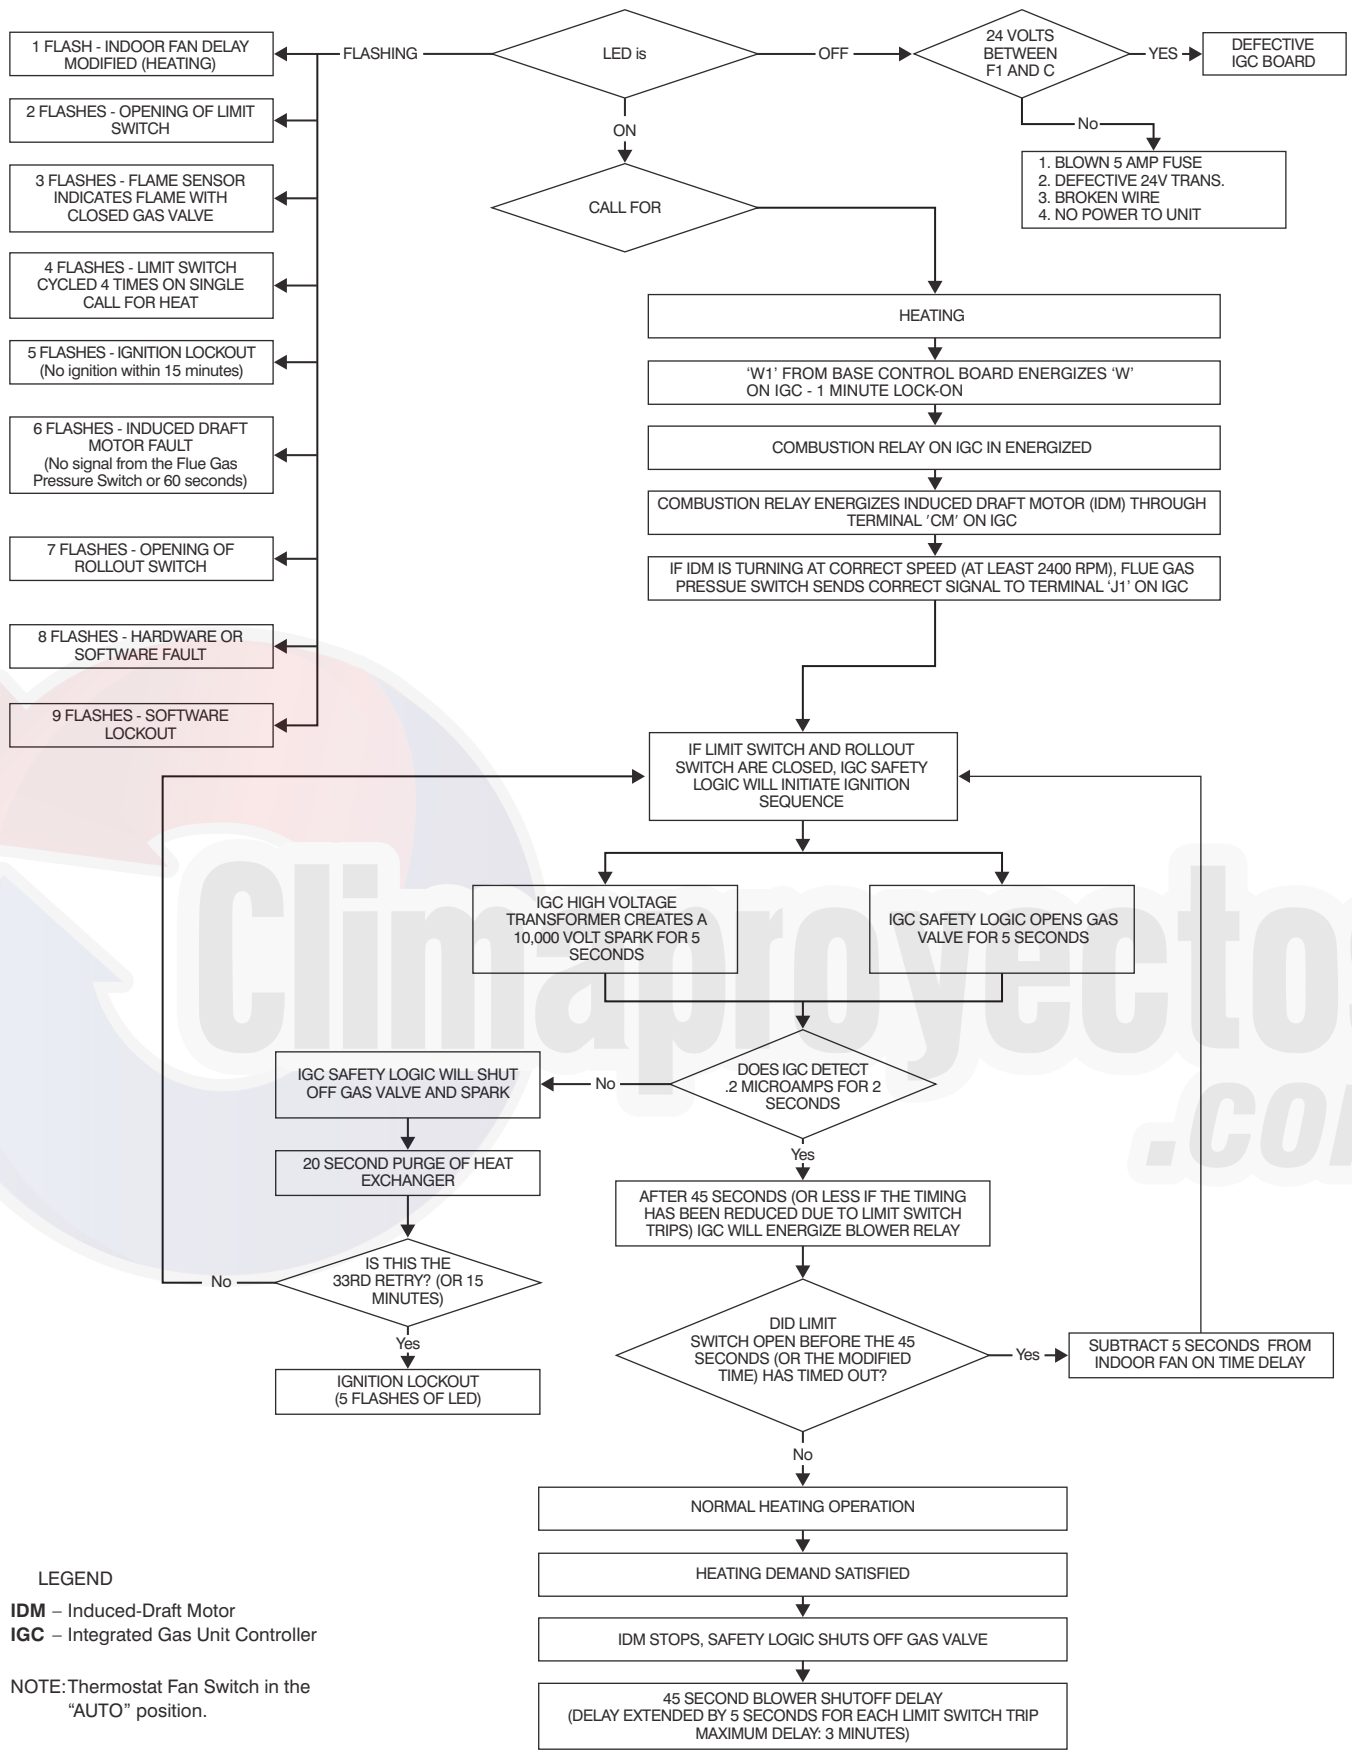 1 FLASH - INDOOR FAN DELAY
MODIFIED (HEATING)
2 FLASHES - OPENING OF LIMIT
SWITCH
3 FLASHES - FLAME SENSOR
INDICATES FLAME WITH
CLOSED GAS VALVE
4 FLASHES - LIMIT SWITCH
CYCLED 4 TIMES ON SINGLE
CALL FOR HEAT
5 FLASHES - IGNITION LOCKOUT
(No ignition within 15 minutes)
6 FLASHES - INDUCED DRAFT
MOTOR FAULT
(No signal from the Flue Gas
Pressure Switch or 60 seconds)
7 FLASHES - OPENING OF
ROLLOUT SWITCH
8 FLASHES - HARDWARE OR
SOFTWARE FAULT
9 FLASHES - SOFTWARE
LOCKOUT
FLASHING
LED is
OFF
24 VOLTS
BETWEEN
F1 AND C
YES
DEFECTIVE
IGC BOARD
No
1. BLOWN 5 AMP FUSE
2. DEFECTIVE 24V TRANS.
3. BROKEN WIRE
4. NO POWER TO UNIT
ON
CALL FOR
HEATING
‘W1’ FROM BASE CONTROL BOARD ENERGIZES ‘W’
ON IGC - 1 MINUTE LOCK-ON
COMBUSTION RELAY ON IGC IN ENERGIZED
COMBUSTION RELAY ENERGIZES INDUCED DRAFT MOTOR (IDM) THROUGH
TERMINAL ‘CM’ ON IGC
IF IDM IS TURNING AT CORRECT SPEED (AT LEAST 2400 RPM), FLUE GAS
PRESSUE SWITCH SENDS CORRECT SIGNAL TO TERMINAL ‘J1’ ON IGC
IF LIMIT SWITCH AND ROLLOUT
SWITCH ARE CLOSED, IGC SAFETY
LOGIC WILL INITIATE IGNITION
SEQUENCE
IGC HIGH VOLTAGE
TRANSFORMER CREATES A
10,000 VOLT SPARK FOR 5
SECONDS
IGC SAFETY LOGIC OPENS GAS
VALVE FOR 5 SECONDS
Climaproyectos
.com
DOES IGC DETECT
.2 MICROAMPS FOR 2
SECONDS
No
IGC SAFETY LOGIC WILL SHUT
OFF GAS VALVE AND SPARK
20 SECOND PURGE OF HEAT
EXCHANGER
IS THIS THE
33RD RETRY? (OR 15
MINUTES)
No
Yes
IGNITION LOCKOUT
(5 FLASHES OF LED)
Yes
AFTER 45 SECONDS (OR LESS IF THE TIMING
HAS BEEN REDUCED DUE TO LIMIT SWITCH
TRIPS) IGC WILL ENERGIZE BLOWER RELAY
DID LIMIT
SWITCH OPEN BEFORE THE 45
SECONDS (OR THE MODIFIED
TIME) HAS TIMED OUT?
Yes
SUBTRACT 5 SECONDS FROM
INDOOR FAN ON TIME DELAY
No
NORMAL HEATING OPERATION
HEATING DEMAND SATISFIED
IDM STOPS, SAFETY LOGIC SHUTS OFF GAS VALVE
45 SECOND BLOWER SHUTOFF DELAY
(DELAY EXTENDED BY 5 SECONDS FOR EACH LIMIT SWITCH TRIP
MAXIMUM DELAY: 3 MINUTES)
LEGEND
IDM – Induced-Draft Motor
IGC – Integrated Gas Unit Controller
NOTE: Thermostat Fan Switch in the
“AUTO” position.